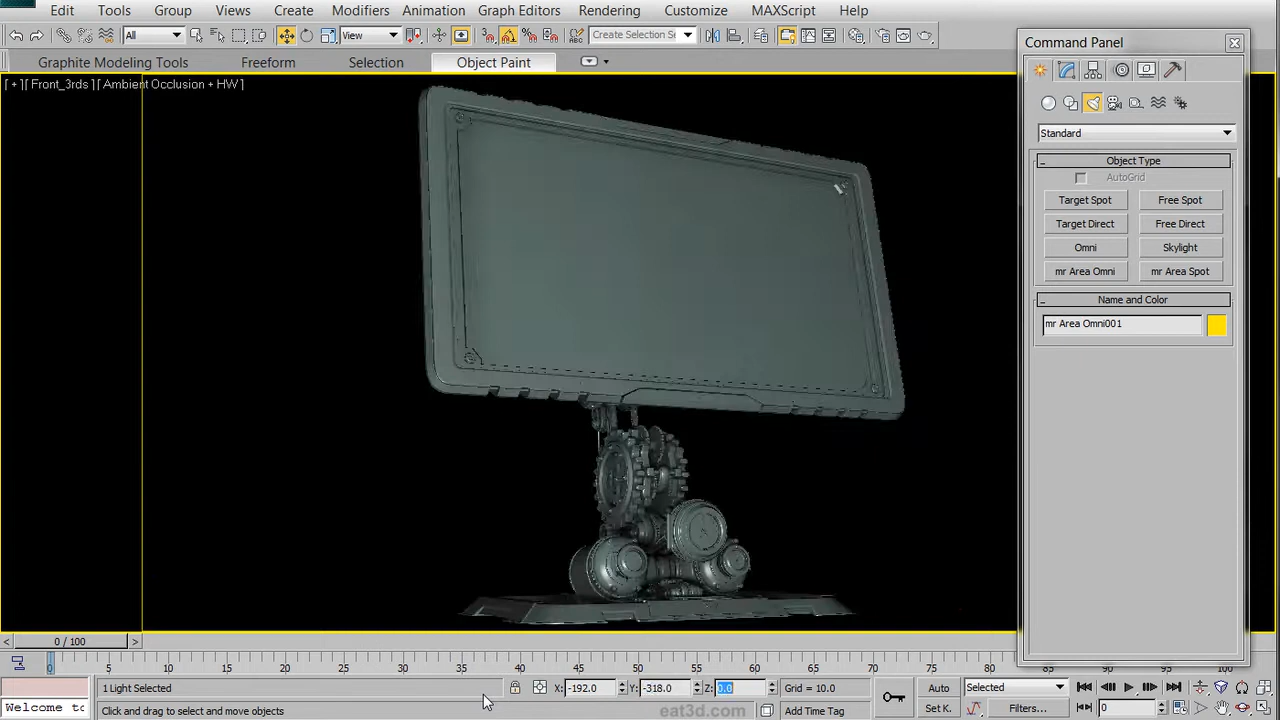 Edit Tools Group Views Create Modifiers Animation Graph Editors Rendering Customize MAXScript Help
All View Create Selection Se
Graphite Modeling Tools Freeform Selection Object Paint
[ + ][ Front_3rds ][ Ambient Occlusion + HW ]
Command Panel
Standard
- Object Type
AutoGrid
Target Spot Free Spot
Target Direct Free Direct
Omni Skylight
mr Area Omni mr Area Spot
- Name and Color
mr Area Omni001
< 0 / 100 >
0 5 10 15 20 25 30 35 40 45 50 55 60 65 70 75 80 85 90 95 100
1 Light Selected X: -192.0 Y: -318.0 Z: 0.0 Grid = 10.0 Auto Selected
Welcome to Click and drag to select and move objects eat3d.com Add Time Tag Set K. Filters... 0